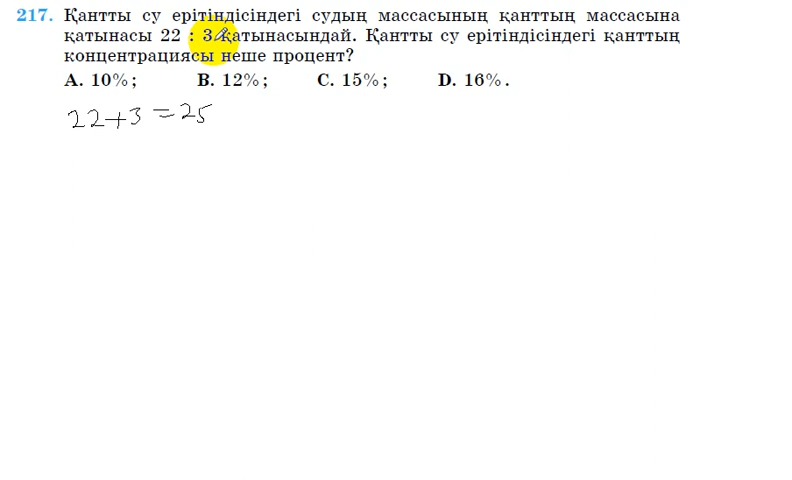 217. Қантты су ерітіндісіндегі судың массасының қанттың массасына
қатынасы 22 : 3 қатынасындай. Қантты су ерітіндісіндегі қанттың
концентрациясы неше процент?
A. 10%; B. 12%; C. 15%; D. 16%.
22+3=25